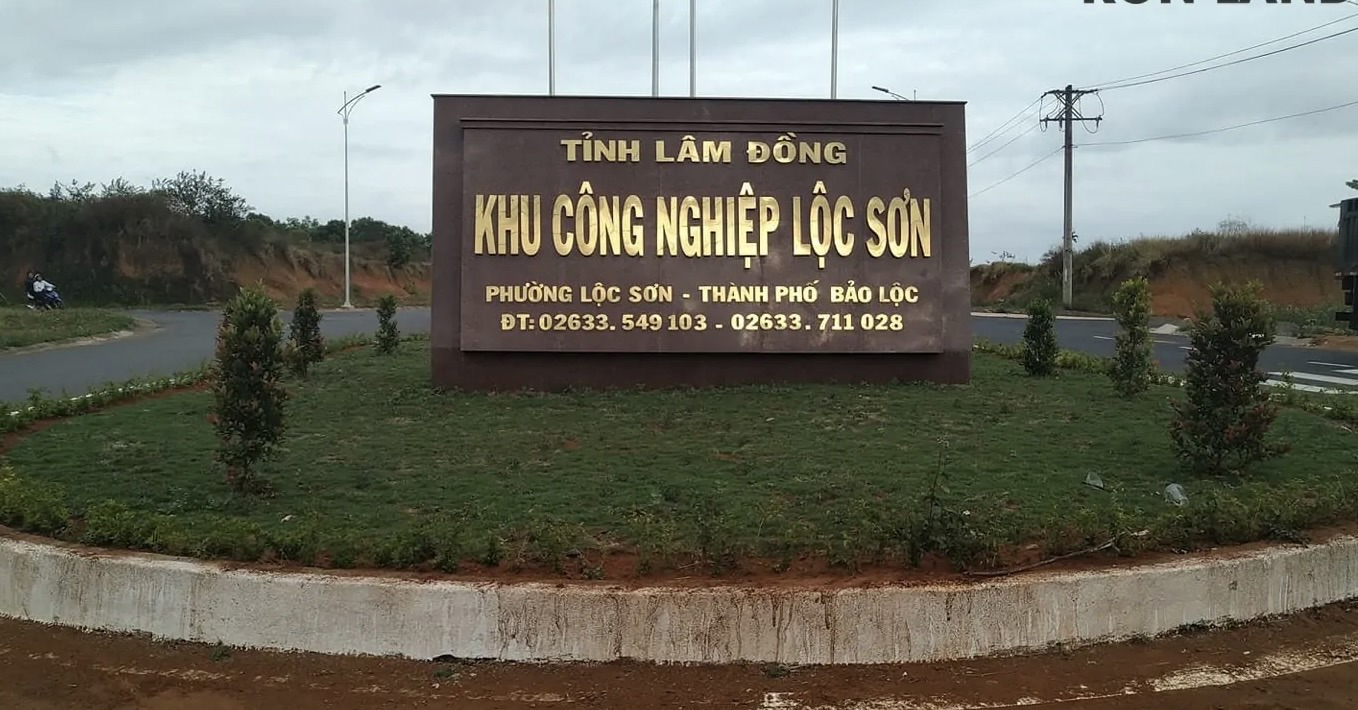 TỈNH LÂM ĐỒNG
KHU CÔNG NGHIỆP LỘC SƠN
PHƯỜNG LỘC SƠN - THÀNH PHỐ BẢO LỘC
ĐT: 02633. 549 103 - 02633. 711 028